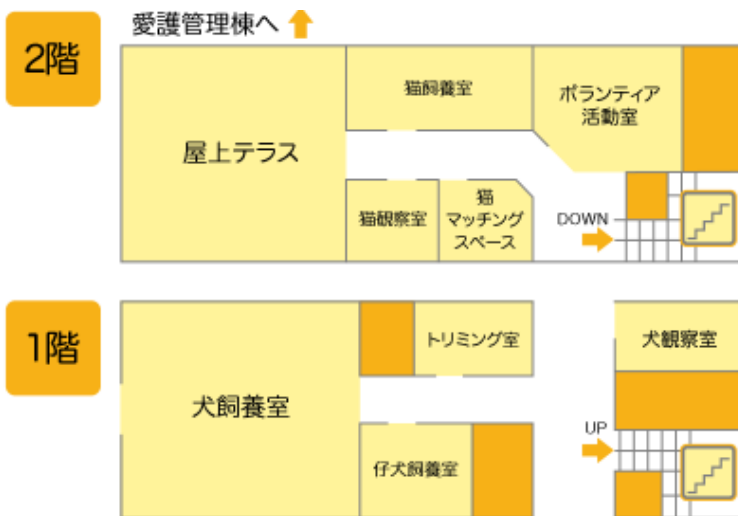 愛護管理棟へ
2階
猫飼養室
ボランティア
活動室
屋上テラス
猫観察室
猫
マッチング
スペース
DOWN
1階
トリミング室
犬観察室
犬飼養室
UP
仔犬飼養室